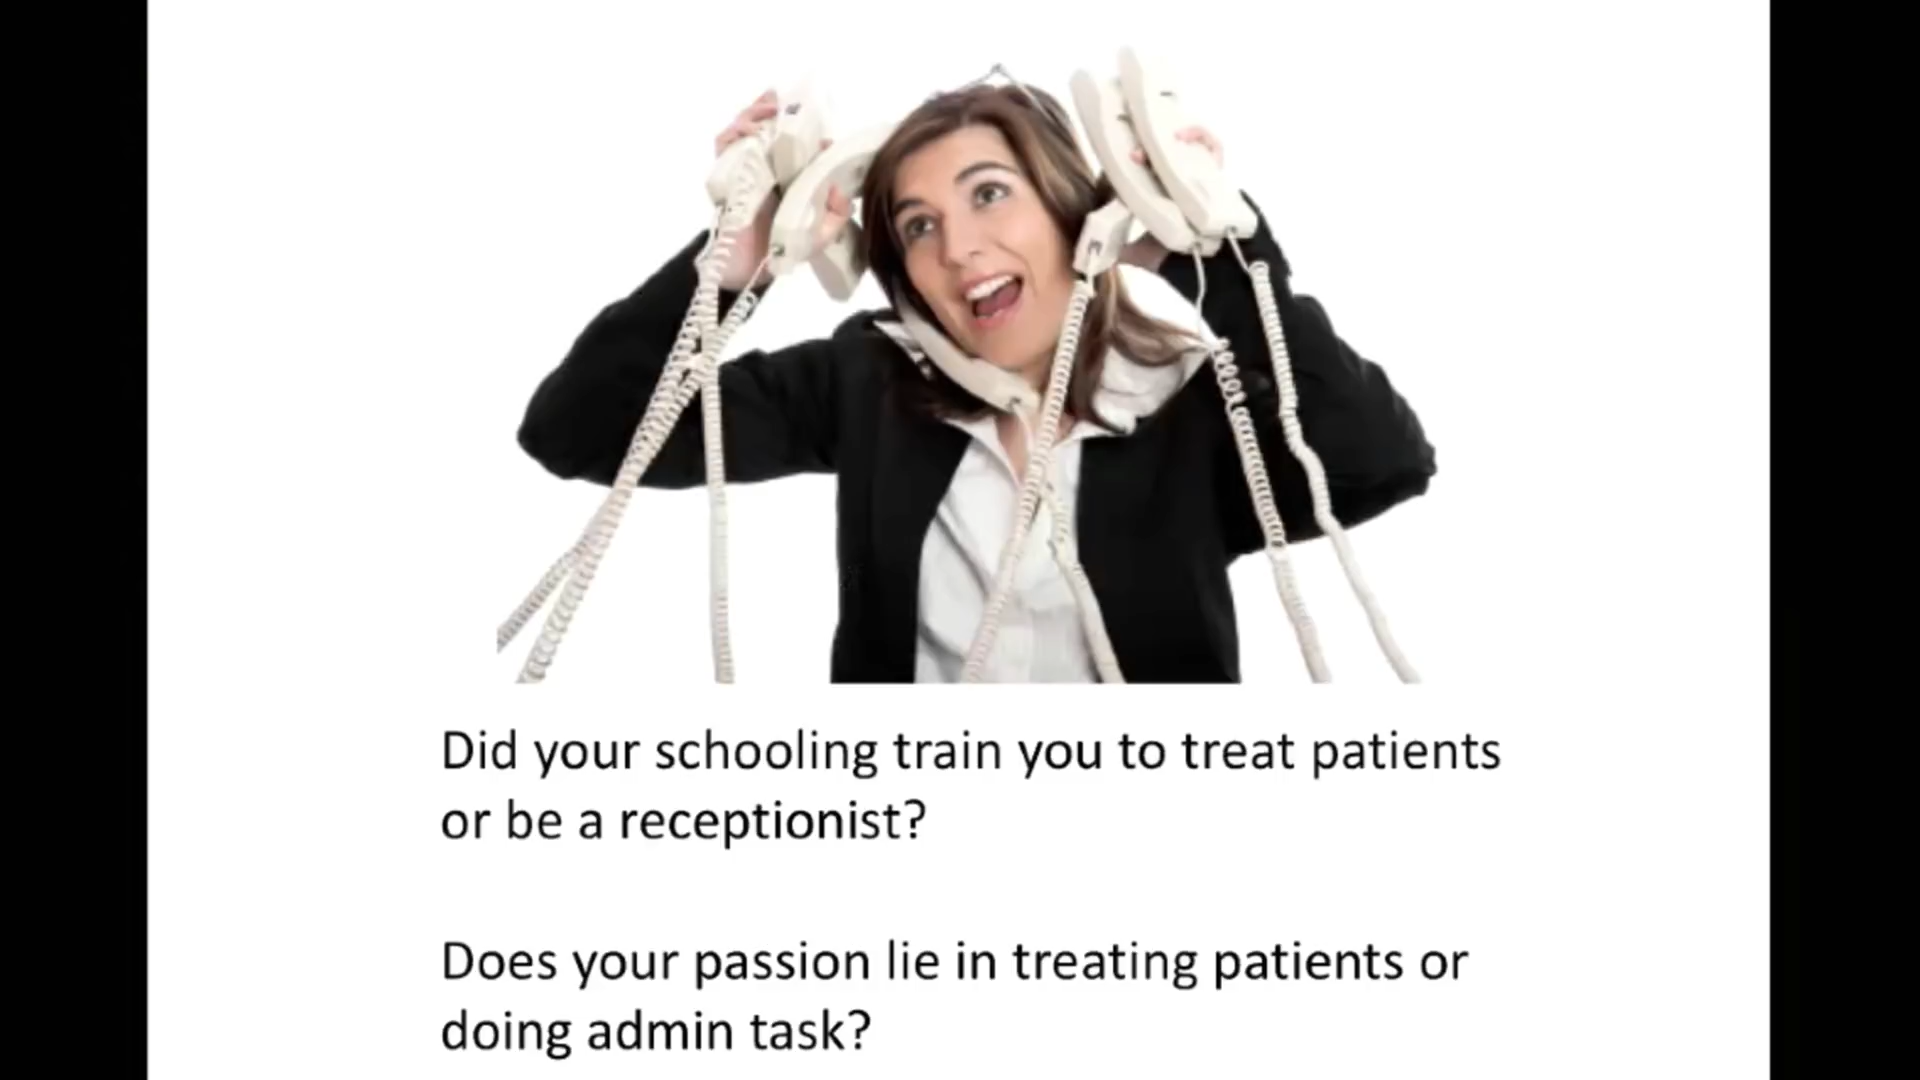 Did your schooling train you to treat patients
or be a receptionist?
Does your passion lie in treating patients or
doing admin task?